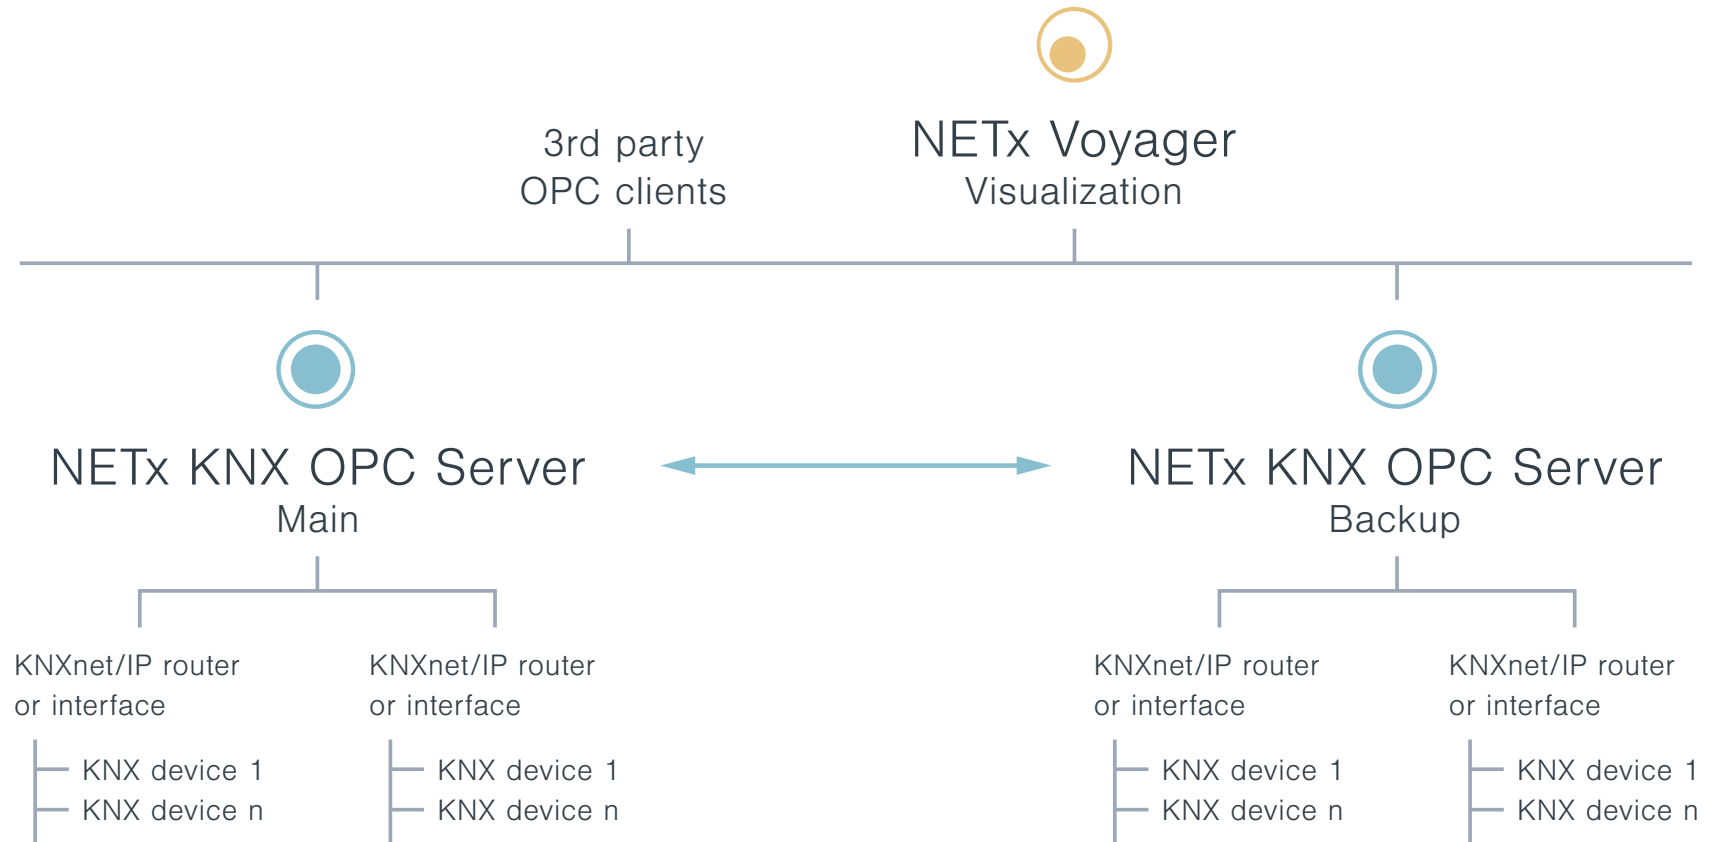 3rd party
OPC clients
NETx Voyager
Visualization
NETx KNX OPC Server
Main
NETx KNX OPC Server
Backup
KNXnet/IP router
or interface
KNX device 1
KNX device n
KNXnet/IP router
or interface
KNX device 1
KNX device n
KNXnet/IP router
or interface
KNX device 1
KNX device n
KNXnet/IP router
or interface
KNX device 1
KNX device n